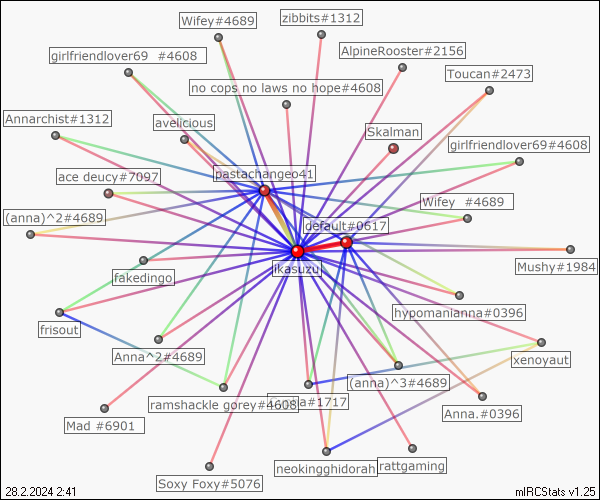 Wifey#4689
zibbits#1312
girlfriendlover69 #4608
AlpineRooster#2156
Toucan#2473
no cops no laws no hope#4608
Annarchist#1312
avelicious
Skalman
girlfriendlover69#4608
ace deucy#7097
pastachangeo41
Wifey #4689
(anna)^2#4689
default#0617
ikasuzu
fakedingo
Mushy#1984
hypomanianna#0396
frisout
Anna^2#4689
xenoyaut
(anna)^3#4689
ramshackle gorey#4608
#1717
Anna.#0396
Mad #6901
Soxy Foxy#5076
neokingghidorah
rattgaming
28.2.2024 2:41
mIRCStats v1.25